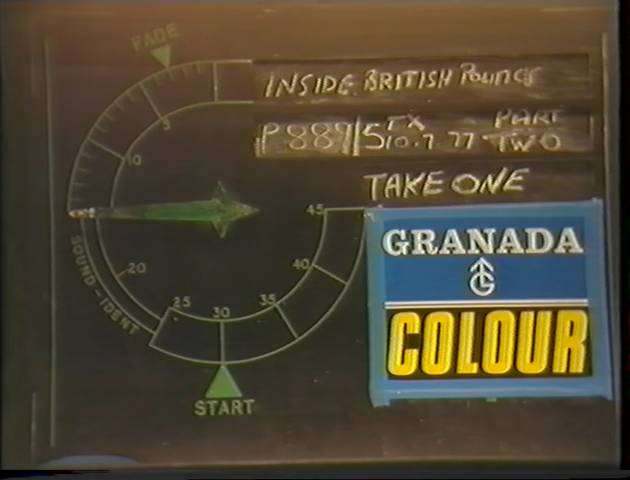 FADE
INSIDE BRITISH POLITICS
P889/5 TX 10.7.77 PART TWO
TAKE ONE
5
10
20
25
30
35
40
45
SOUND-IDENT
START
GRANADA
G
COLOUR